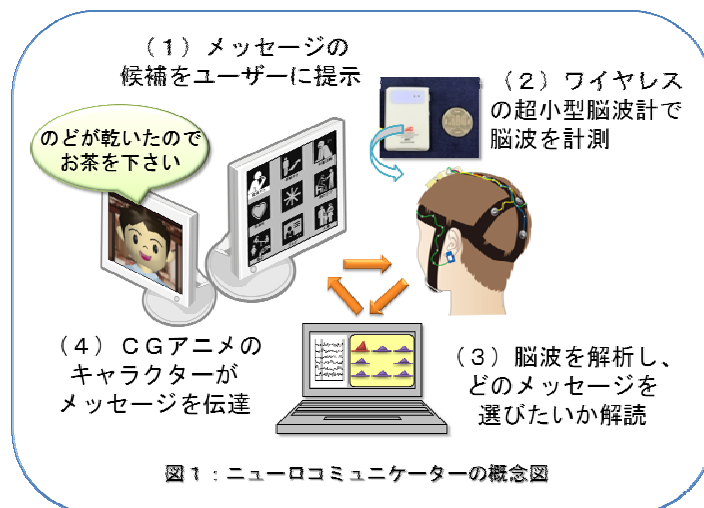 （１）メッセージの
候補をユーザーに提示
（２）ワイヤレス
の超小型脳波計で
脳波を計測
のどが乾いたので
お茶を下さい
（３）脳波を解析し、
どのメッセージを
選びたいか解読
（４）ＣＧアニメの
キャラクターが
メッセージを伝達
図１：ニューロコミュニケーターの概念図